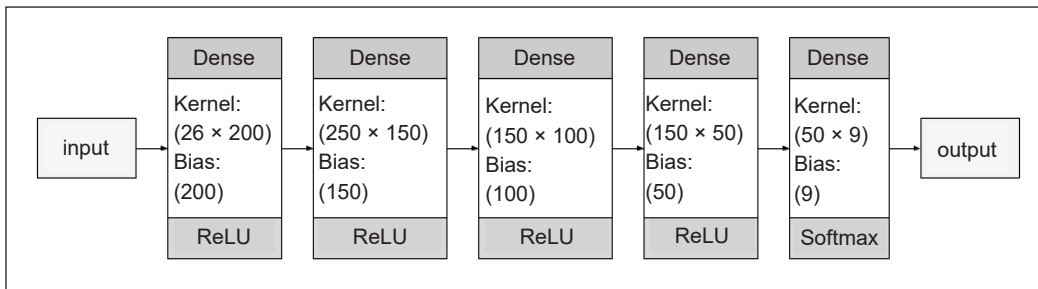 input
Dense
Kernel:
(26 × 200)
Bias:
(200)
ReLU
Dense
Kernel:
(250 × 150)
Bias:
(150)
ReLU
Dense
Kernel:
(150 × 100)
Bias:
(100)
ReLU
Dense
Kernel:
(150 × 50)
Bias:
(50)
ReLU
Dense
Kernel:
(50 × 9)
Bias:
(9)
Softmax
output